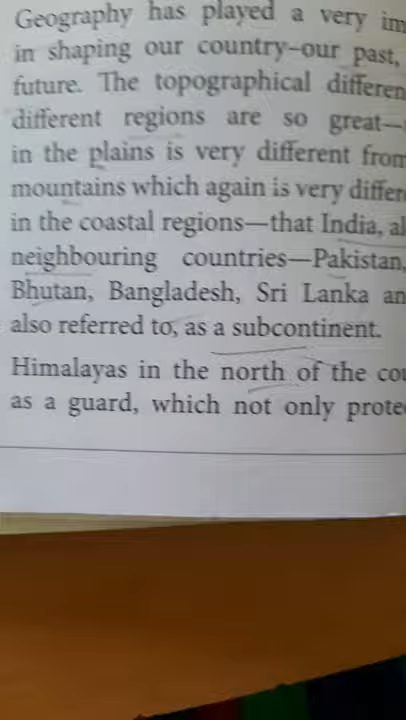 Geography has played a very im
in shaping our country–our past,
future. The topographical differen
different regions are so great—
in the plains is very different from
mountains which again is very differ
in the coastal regions—that India, al
neighbouring countries—Pakistan,
Bhutan, Bangladesh, Sri Lanka an
also referred to, as a subcontinent.
Himalayas in the north of the cou
as a guard, which not only prote